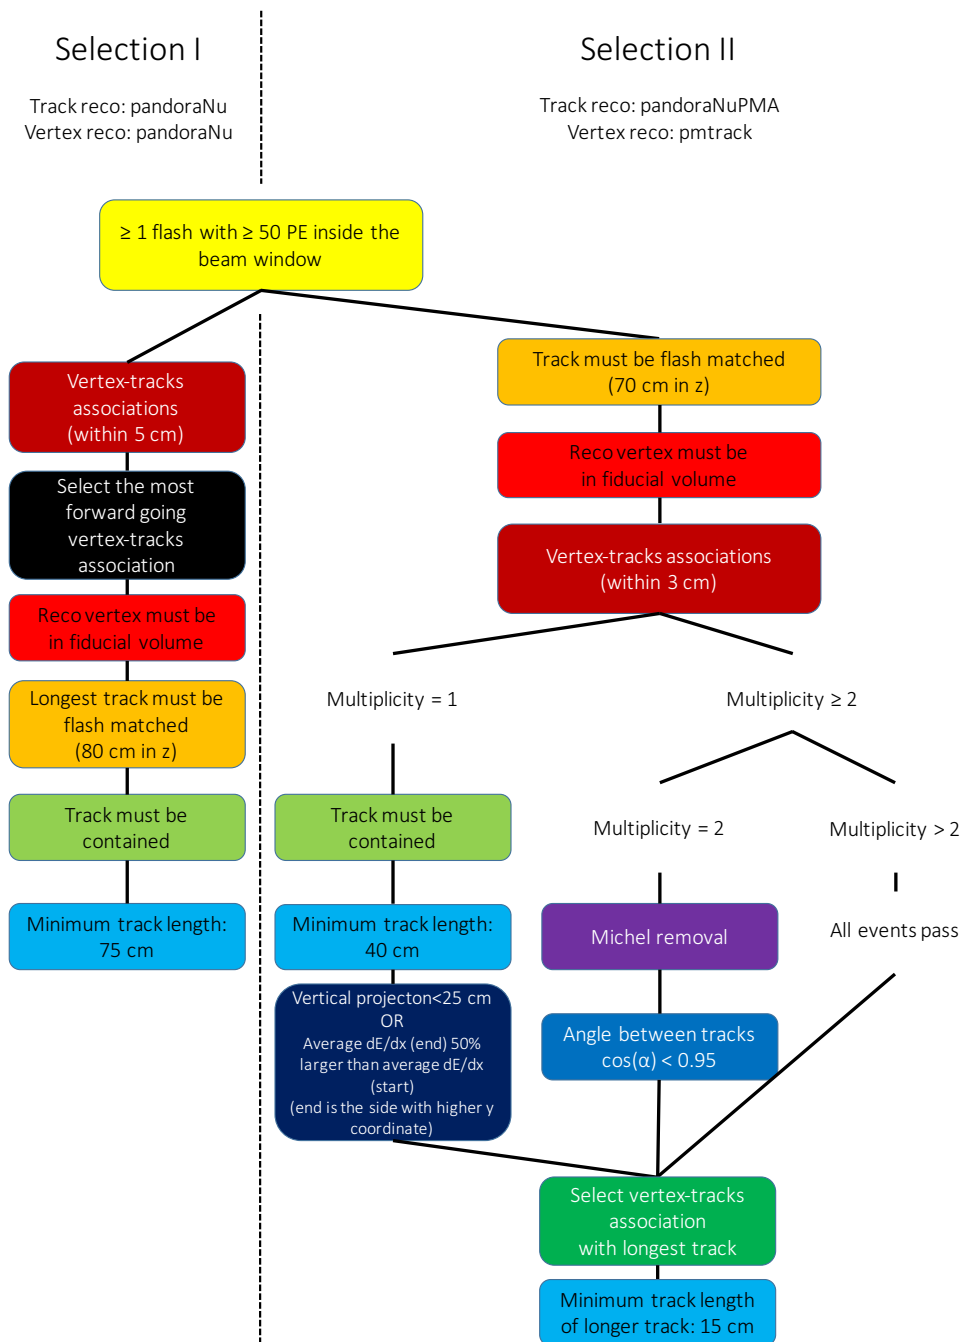 Selection I
Track reco: pandoraNu
Vertex reco: pandoraNu
Selection II
Track reco: pandoraNuPMA
Vertex reco: pmtrack
≥ 1 flash with ≥ 50 PE inside the
beam window
Vertex-tracks
associations
(within 5 cm)
Select the most
forward going
vertex-tracks
association
Reco vertex must be
in fiducial volume
Longest track must be
flash matched
(80 cm in z)
Track must be
contained
Minimum track length:
75 cm
Track must be flash matched
(70 cm in z)
Reco vertex must be
in fiducial volume
Vertex-tracks associations
(within 3 cm)
Multiplicity = 1
Multiplicity ≥ 2
Track must be
contained
Minimum track length:
40 cm
Vertical projecton<25 cm
OR
Average dE/dx (end) 50%
larger than average dE/dx
(start)
(end is the side with higher y
coordinate)
Multiplicity = 2
Multiplicity > 2
Michel removal
All events pass
Angle between tracks
cos(α) < 0.95
Select vertex-tracks
association
with longest track
Minimum track length
of longer track: 15 cm